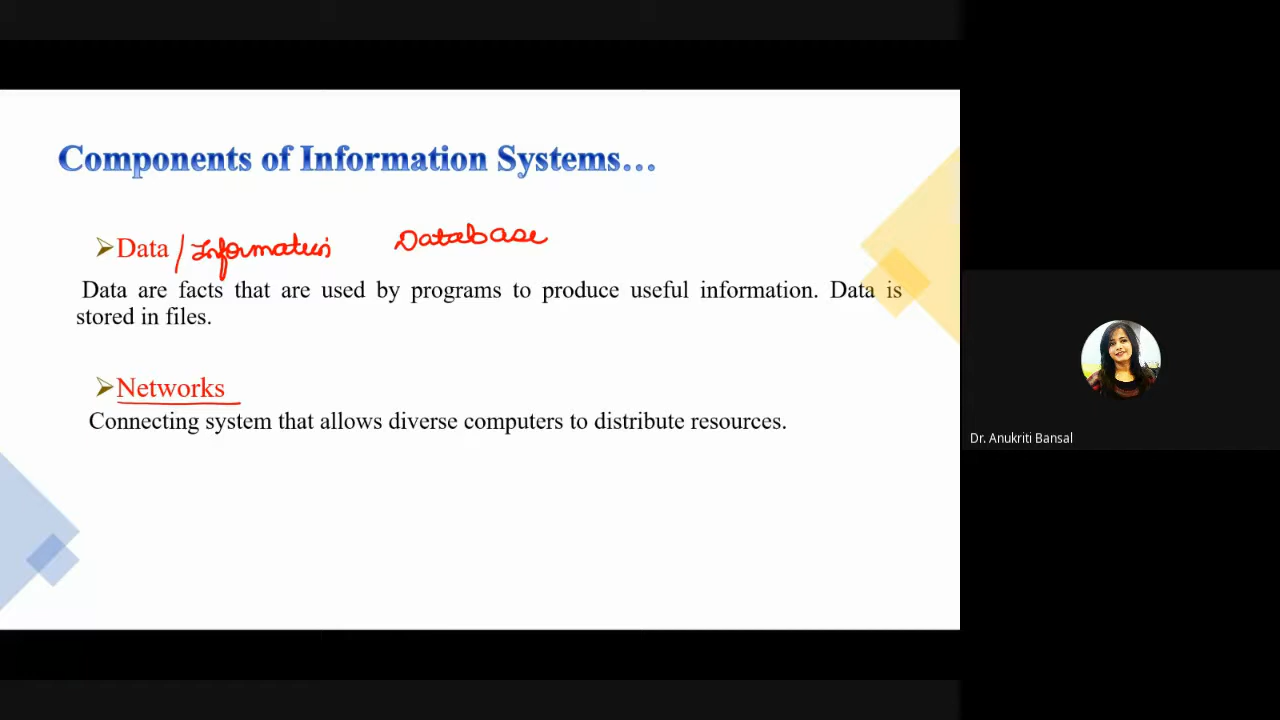 Components of Information Systems…
➢Data / Information Database
Data are facts that are used by programs to produce useful information. Data is
stored in files.
➢Networks
Connecting system that allows diverse computers to distribute resources.
Dr. Anukriti Bansal